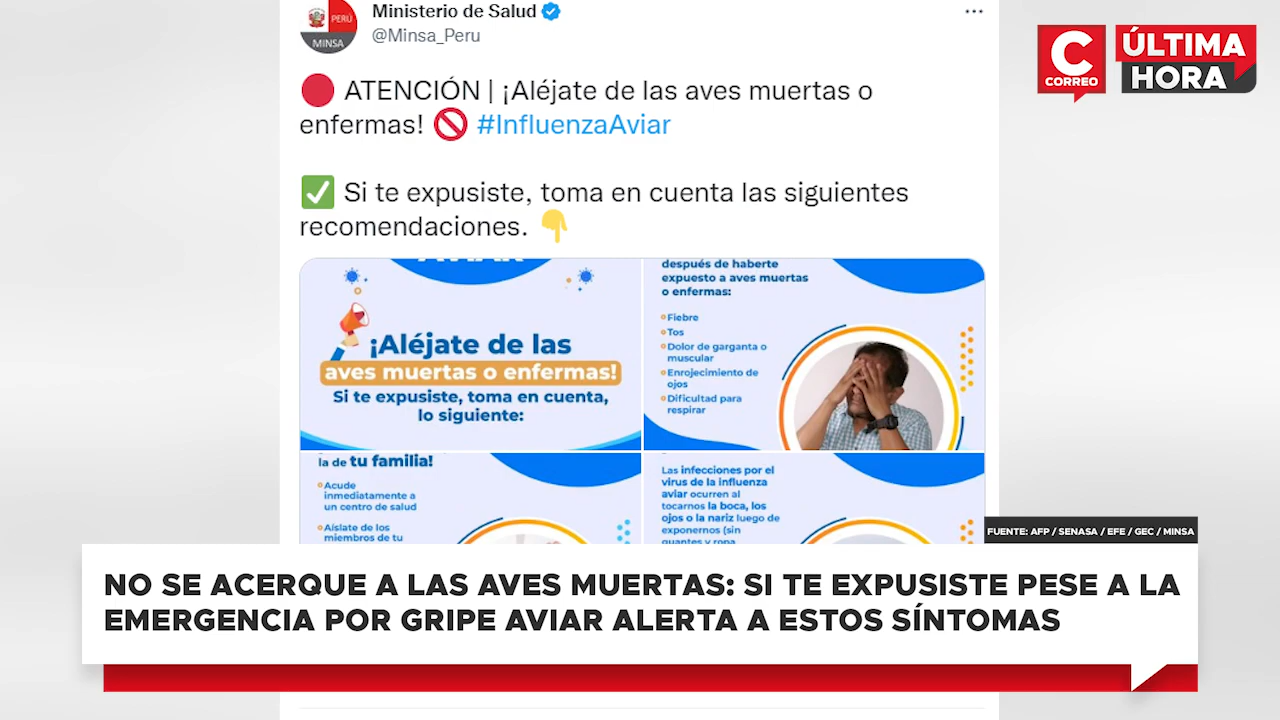 Ministerio de Salud
@Minsa_Peru
PERÚ
MINSA
C
CORREO
ÚLTIMA
HORA
ATENCIÓN | ¡Aléjate de las aves muertas o
enfermas! #InfluenzaAviar
Si te expusiste, toma en cuenta las siguientes
recomendaciones.
AVIAR
¡Aléjate de las
aves muertas o enfermas!
Si te expusiste, toma en cuenta,
lo siguiente:
después de haberte
expuesto a aves muertas
o enfermas:
Fiebre
Tos
Dolor de garganta o
muscular
Enrojecimiento de
ojos
Dificultad para
respirar
la de tu familia!
Acude
inmediatamente a
un centro de salud
Aíslate de los
miembros de tu
Las infecciones por el
virus de la influenza
aviar ocurren al
tocarnos la boca, los
ojos o la nariz luego de
exponernos (sin
guantes y ropa
FUENTE: AFP / SENASA / EFE / GEC / MINSA
NO SE ACERQUE A LAS AVES MUERTAS: SI TE EXPUSISTE PESE A LA
EMERGENCIA POR GRIPE AVIAR ALERTA A ESTOS SÍNTOMAS